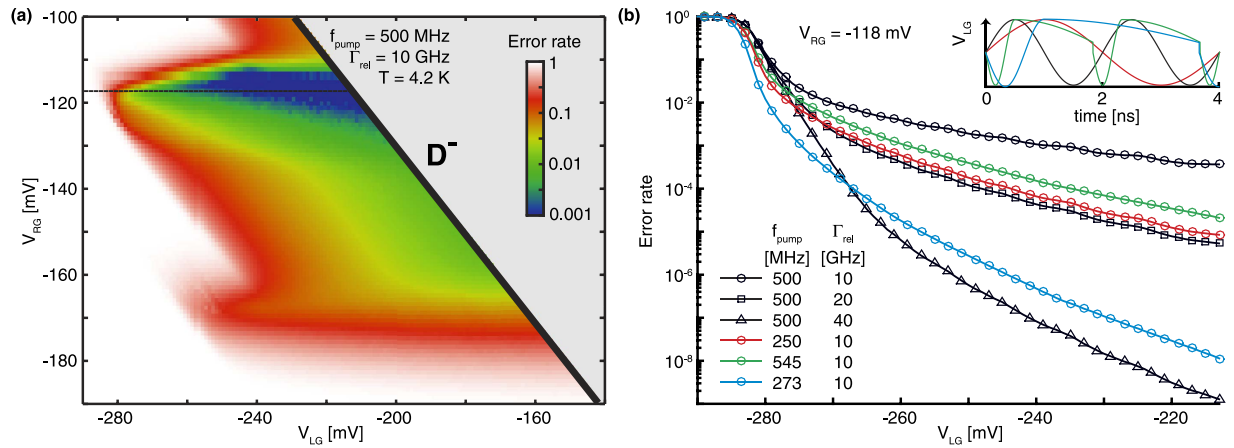 (a)
-100
-120
-140
-160
-180
V_RG [mV]
f_pump = 500 MHz
Γ_rel = 10 GHz
T = 4.2 K
Error rate
1
0.1
0.01
0.001
D⁻
-280 -240 -200 -160
V_LG [mV]
(b)
10⁰
10⁻²
10⁻⁴
10⁻⁶
10⁻⁸
Error rate
V_RG = -118 mV
V_LG
0 2 4
time [ns]
f_pump Γ_rel
[MHz] [GHz]
500 10
500 20
500 40
250 10
545 10
273 10
-280 -260 -240 -220
V_LG [mV]